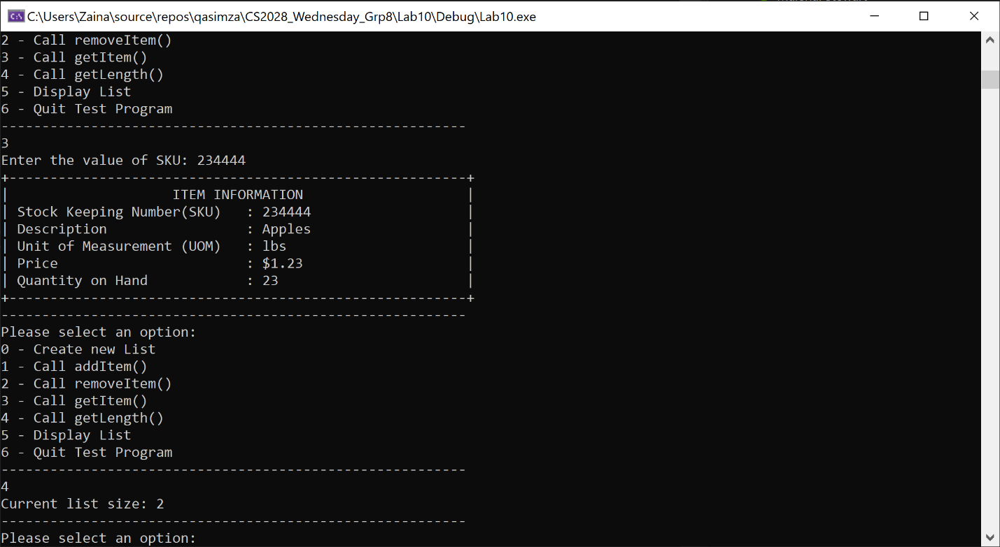 C:\Users\Zaina\source\repos\qasimza\CS2028_Wednesday_Grp8\Lab10\Debug\Lab10.exe
2 - Call removeItem()
3 - Call getItem()
4 - Call getLength()
5 - Display List
6 - Quit Test Program
---------------------------------------------------------
3
Enter the value of SKU: 234444
+--------------------------------------------------------+
|                    ITEM INFORMATION                    |
| Stock Keeping Number(SKU)   : 234444                   |
| Description                 : Apples                   |
| Unit of Measurement (UOM)   : lbs                      |
| Price                       : $1.23                    |
| Quantity on Hand            : 23                       |
+--------------------------------------------------------+
---------------------------------------------------------
Please select an option:
0 - Create new List
1 - Call addItem()
2 - Call removeItem()
3 - Call getItem()
4 - Call getLength()
5 - Display List
6 - Quit Test Program
---------------------------------------------------------
4
Current list size: 2
---------------------------------------------------------
Please select an option: